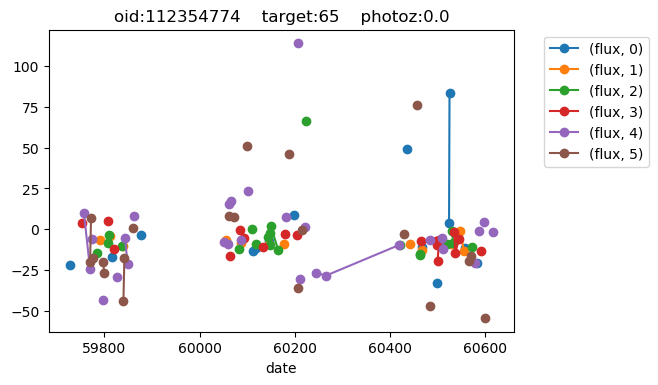 oid:112354774    target:65    photoz:0.0
100
75
50
25
0
−25
−50
59800
60000
60200
60400
60600
date
(flux, 0)
(flux, 1)
(flux, 2)
(flux, 3)
(flux, 4)
(flux, 5)